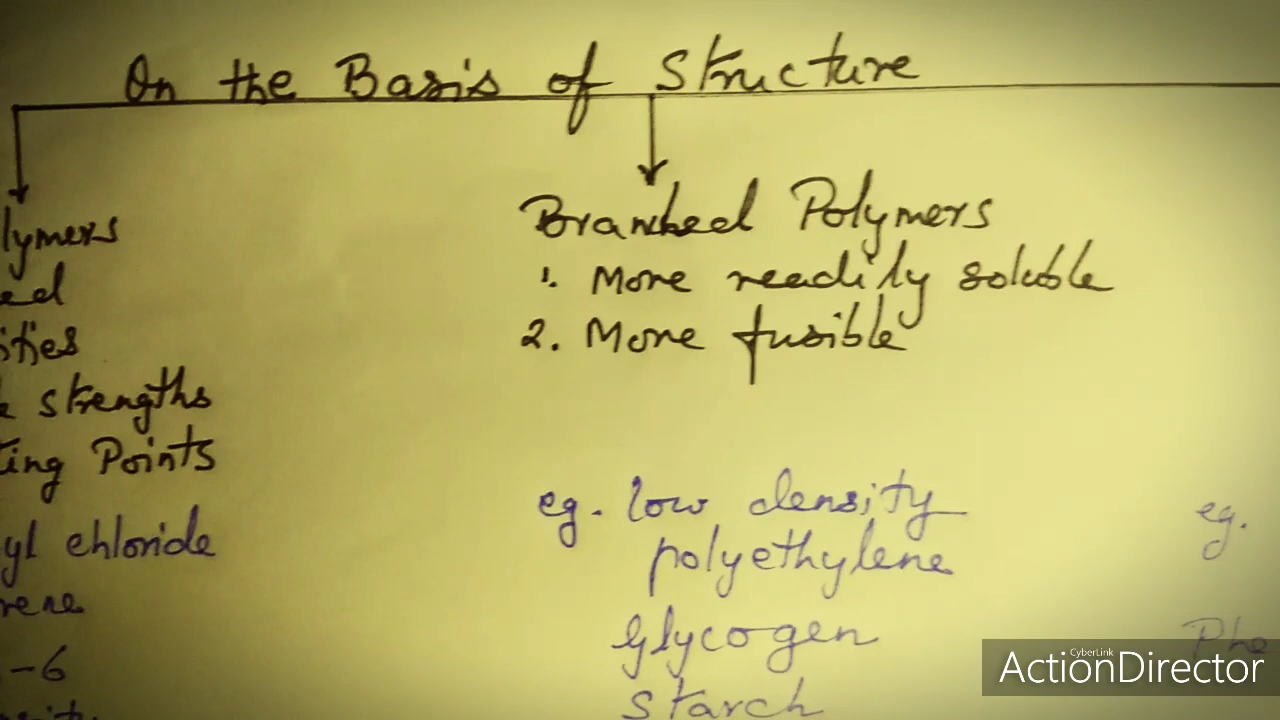 On the Basis of Structure
lymers
ed
ities
strengths
ting Points
yl chloride
rene
-6
Branched Polymers
1. More readily soluble
2. More fusible
eg. low density
polyethylene
Glycogen
starch
eg.
Phe
CyberLink
ActionDirector